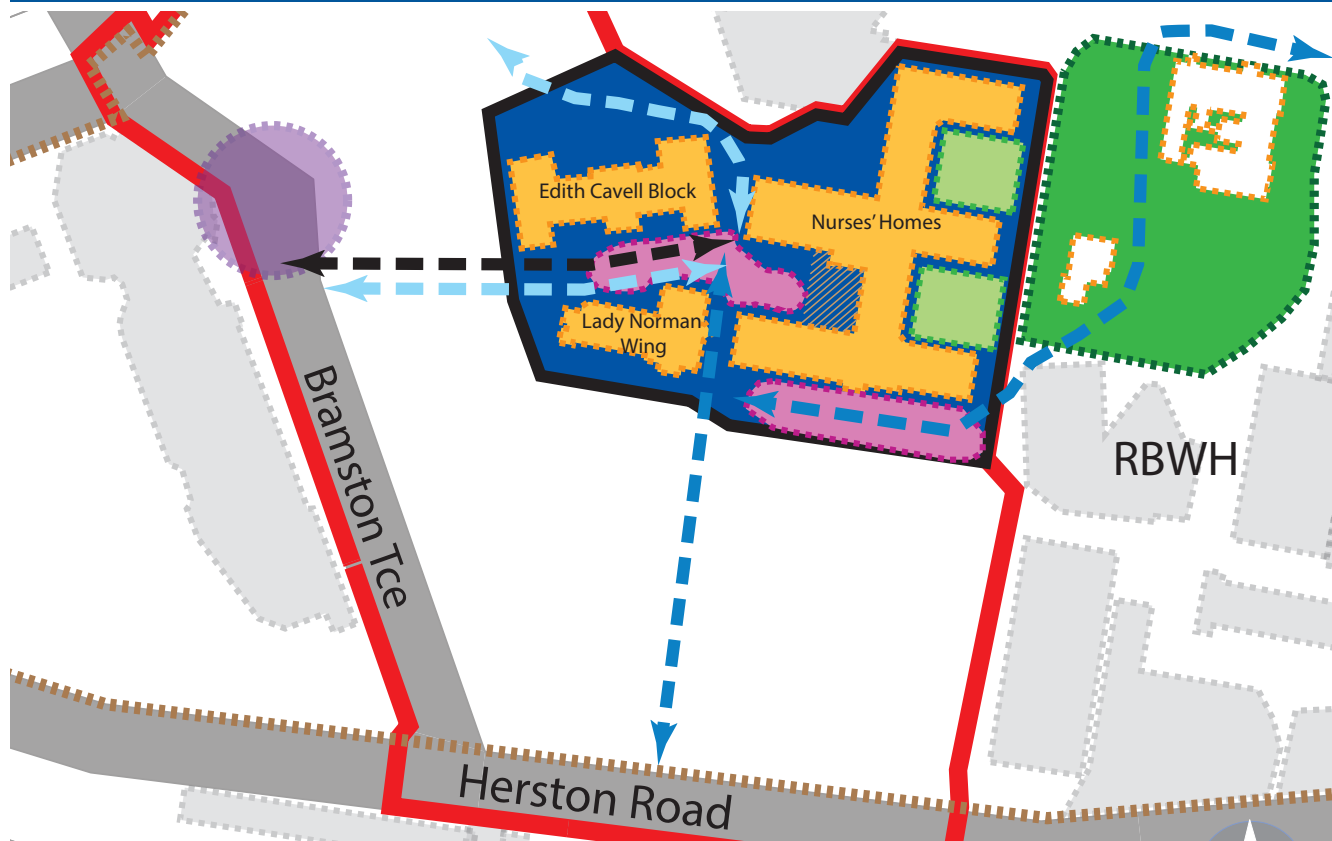 Edith Cavell Block
Nurses' Homes
Lady Norman
Wing
Bramston Tce
RBWH
Herston Road